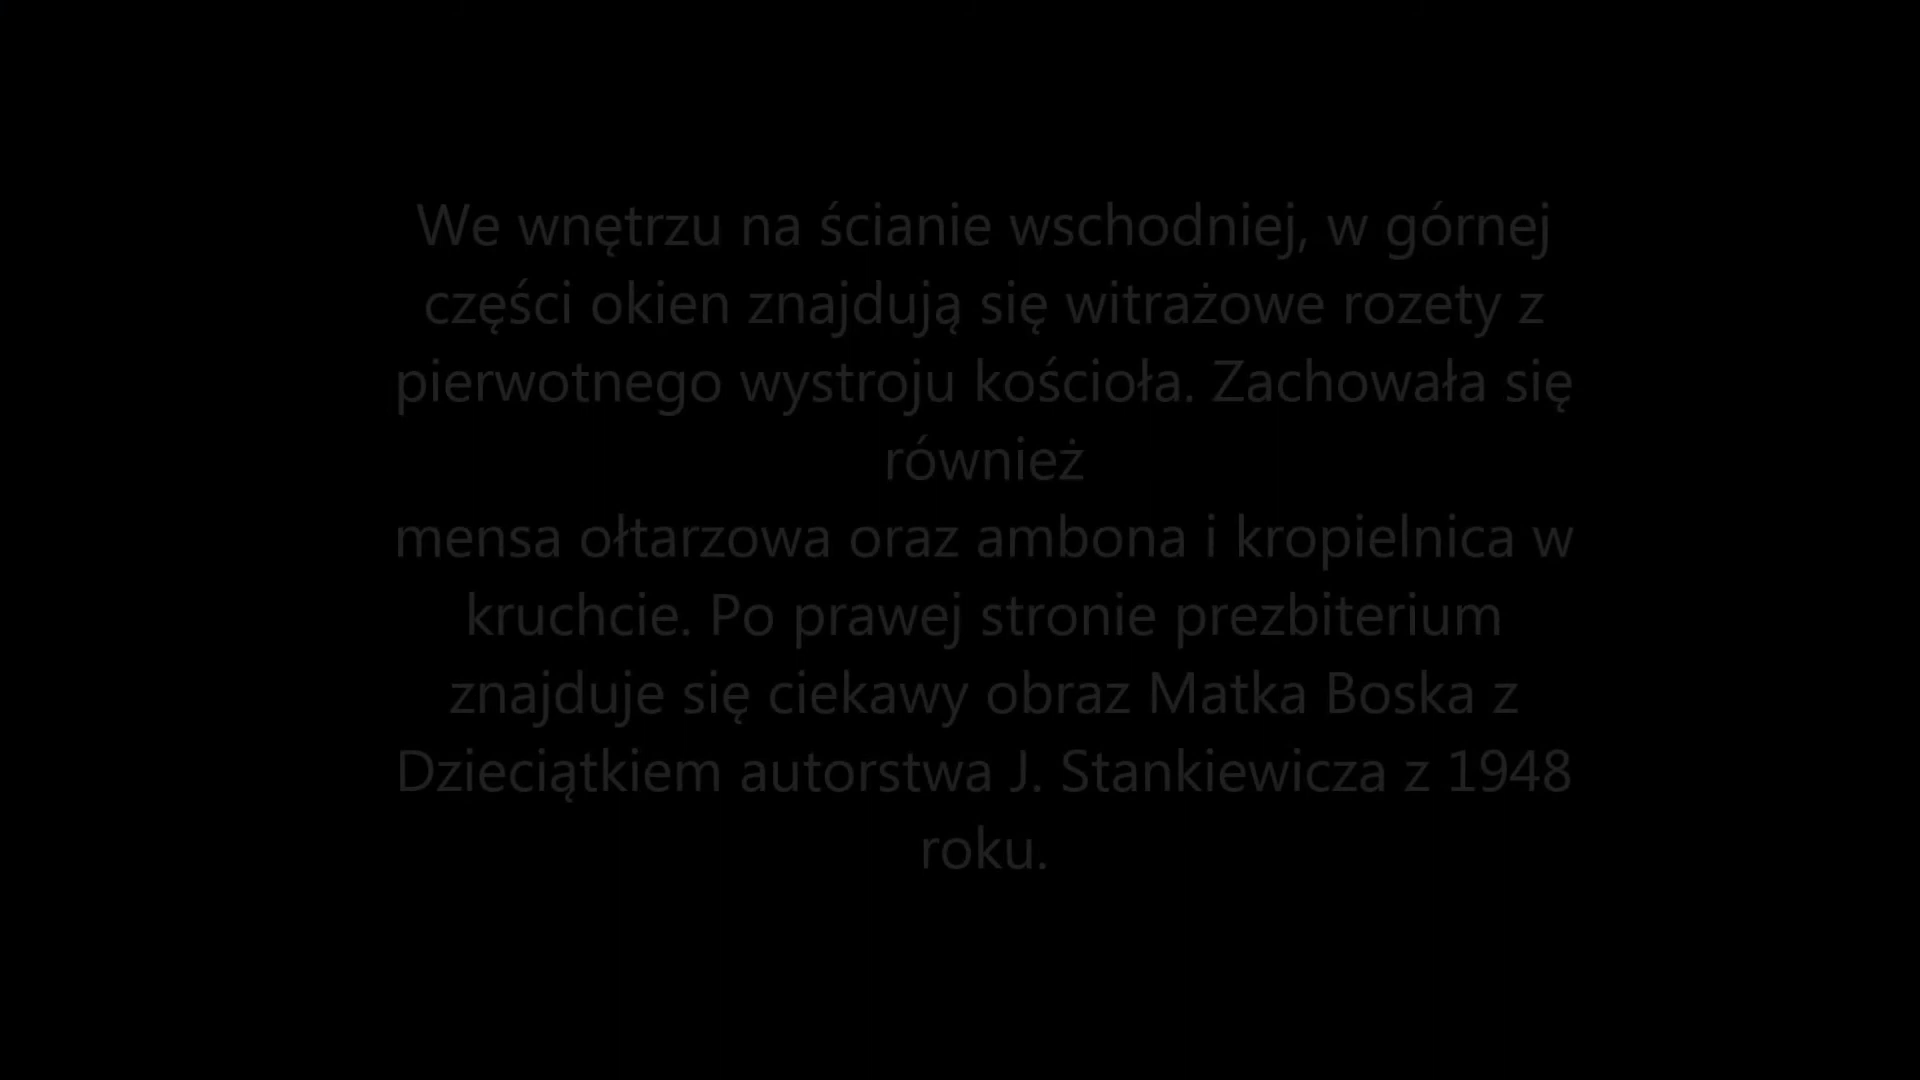 We wnętrzu na ścianie wschodniej, w górnej
części okien znajdują się witrażowe rozety z
pierwotnego wystroju kościoła. Zachowała się
również
mensa ołtarzowa oraz ambona i kropielnica w
kruchcie. Po prawej stronie prezbiterium
znajduje się ciekawy obraz Matka Boska z
Dzieciątkiem autorstwa J. Stankiewicza z 1948
roku.